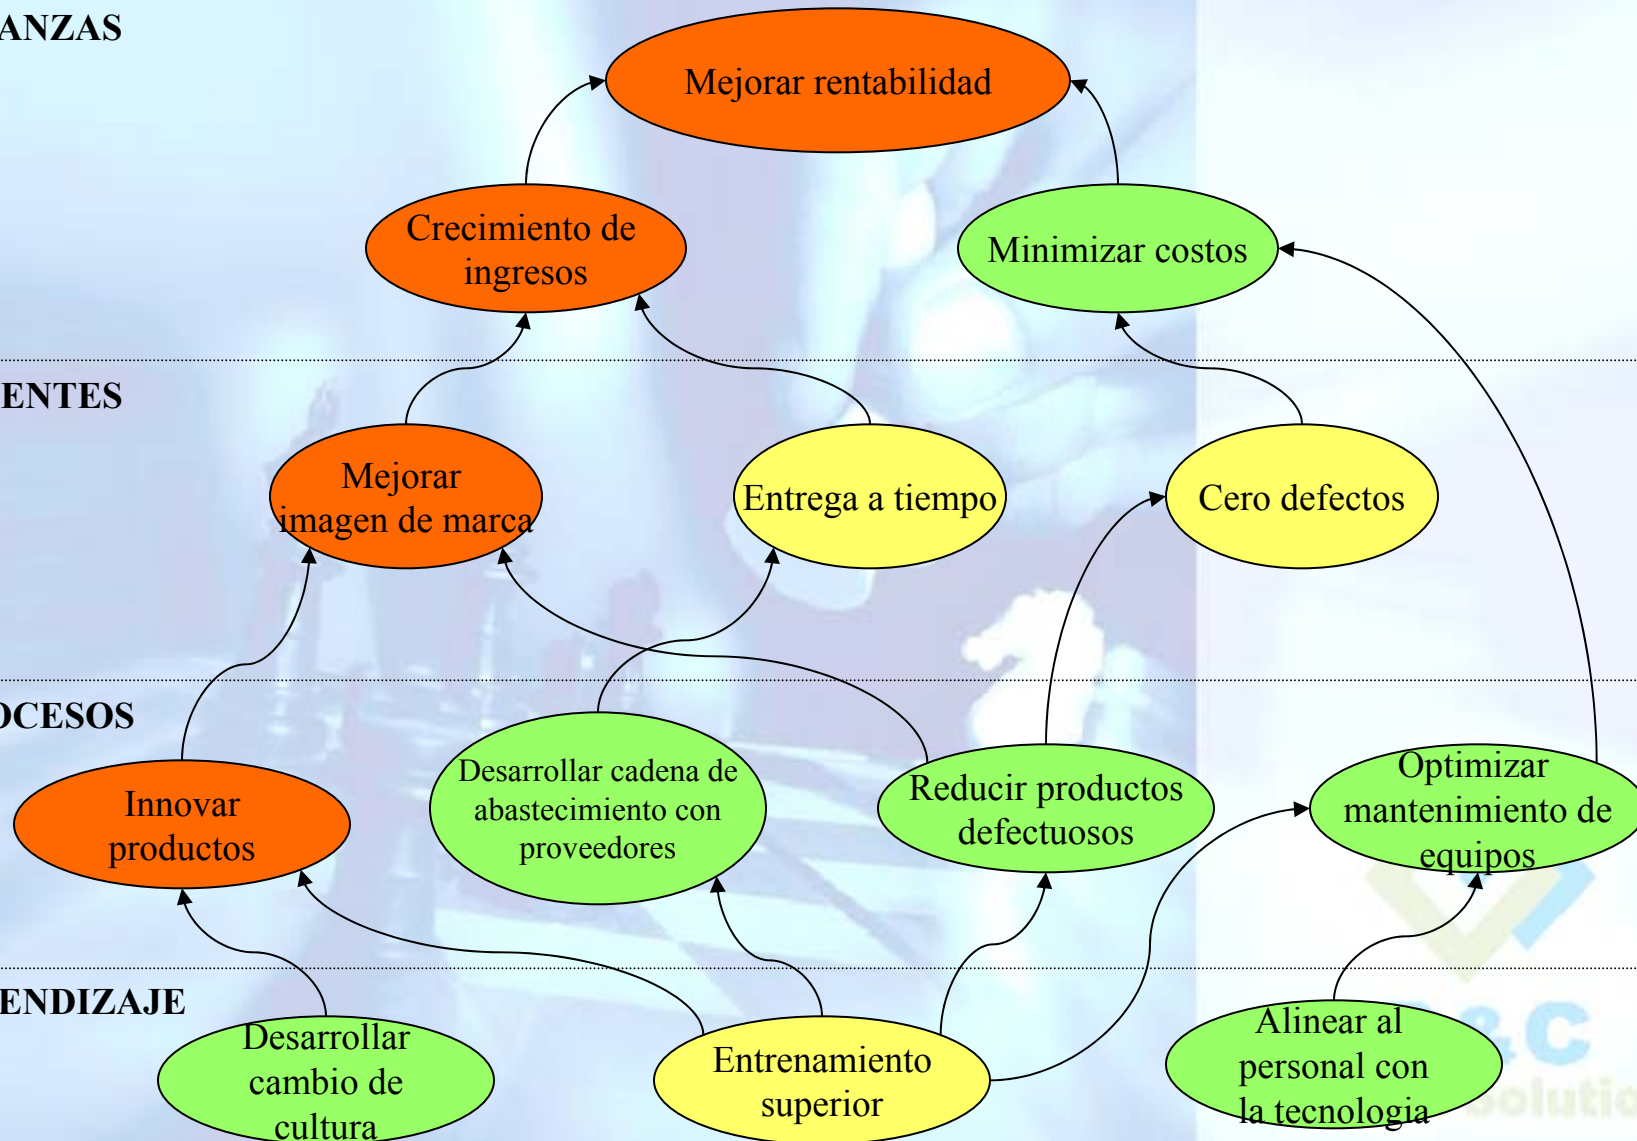 ANZAS
Mejorar rentabilidad
Crecimiento de
ingresos
Minimizar costos
ENTES
Mejorar
imagen de marca
Entrega a tiempo
Cero defectos
OCESOS
Innovar
productos
Desarrollar cadena de
abastecimiento con
proveedores
Reducir productos
defectuosos
Optimizar
mantenimiento de
equipos
ENDIZAJE
Desarrollar
cambio de
cultura
Entrenamiento
superior
Alinear al
personal con
la tecnologia
&C